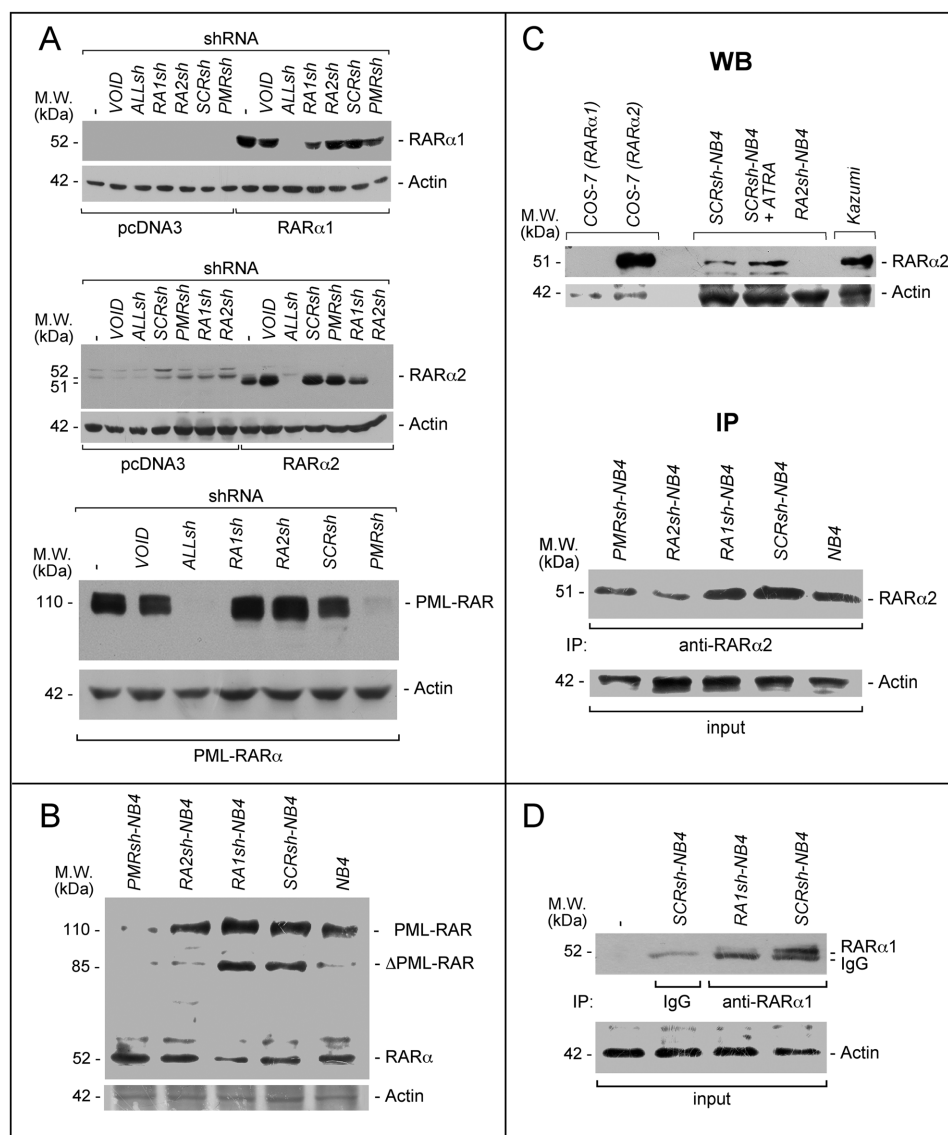 A
shRNA
M.W.
(kDa)
- VOID ALLsh RA1sh RA2sh SCRsh PMRsh - VOID ALLsh RA1sh RA2sh SCRsh PMRsh
52 - - RARα1
42 - - Actin
pcDNA3 RARα1
shRNA
M.W.
(kDa)
- VOID ALLsh SCRsh PMRsh RA1sh RA2sh - VOID ALLsh SCRsh PMRsh RA1sh RA2sh
52 -
51 - - RARα2
42 - - Actin
pcDNA3 RARα2
shRNA
M.W.
(kDa)
- VOID ALLsh RA1sh RA2sh SCRsh PMRsh
110 - - PML-RAR
42 - - Actin
PML-RARα
B
M.W.
(kDa)
PMRsh-NB4 RA2sh-NB4 RA1sh-NB4 SCRsh-NB4 NB4
110 - - PML-RAR
85 - - ΔPML-RAR
52 - - RARα
42 - - Actin
C
WB
M.W.
(kDa)
COS-7 (RARα1) COS-7 (RARα2) SCRsh-NB4 SCRsh-NB4 + ATRA RA2sh-NB4 Kazumi
51 - - RARα2
42 - - Actin
IP
M.W.
(kDa)
PMRsh-NB4 RA2sh-NB4 RA1sh-NB4 SCRsh-NB4 NB4
51 - - RARα2
IP: anti-RARα2
42 - - Actin
input
D
M.W.
(kDa)
- SCRsh-NB4 RA1sh-NB4 SCRsh-NB4
52 - RARα1
IgG
IP: IgG anti-RARα1
42 - - Actin
input